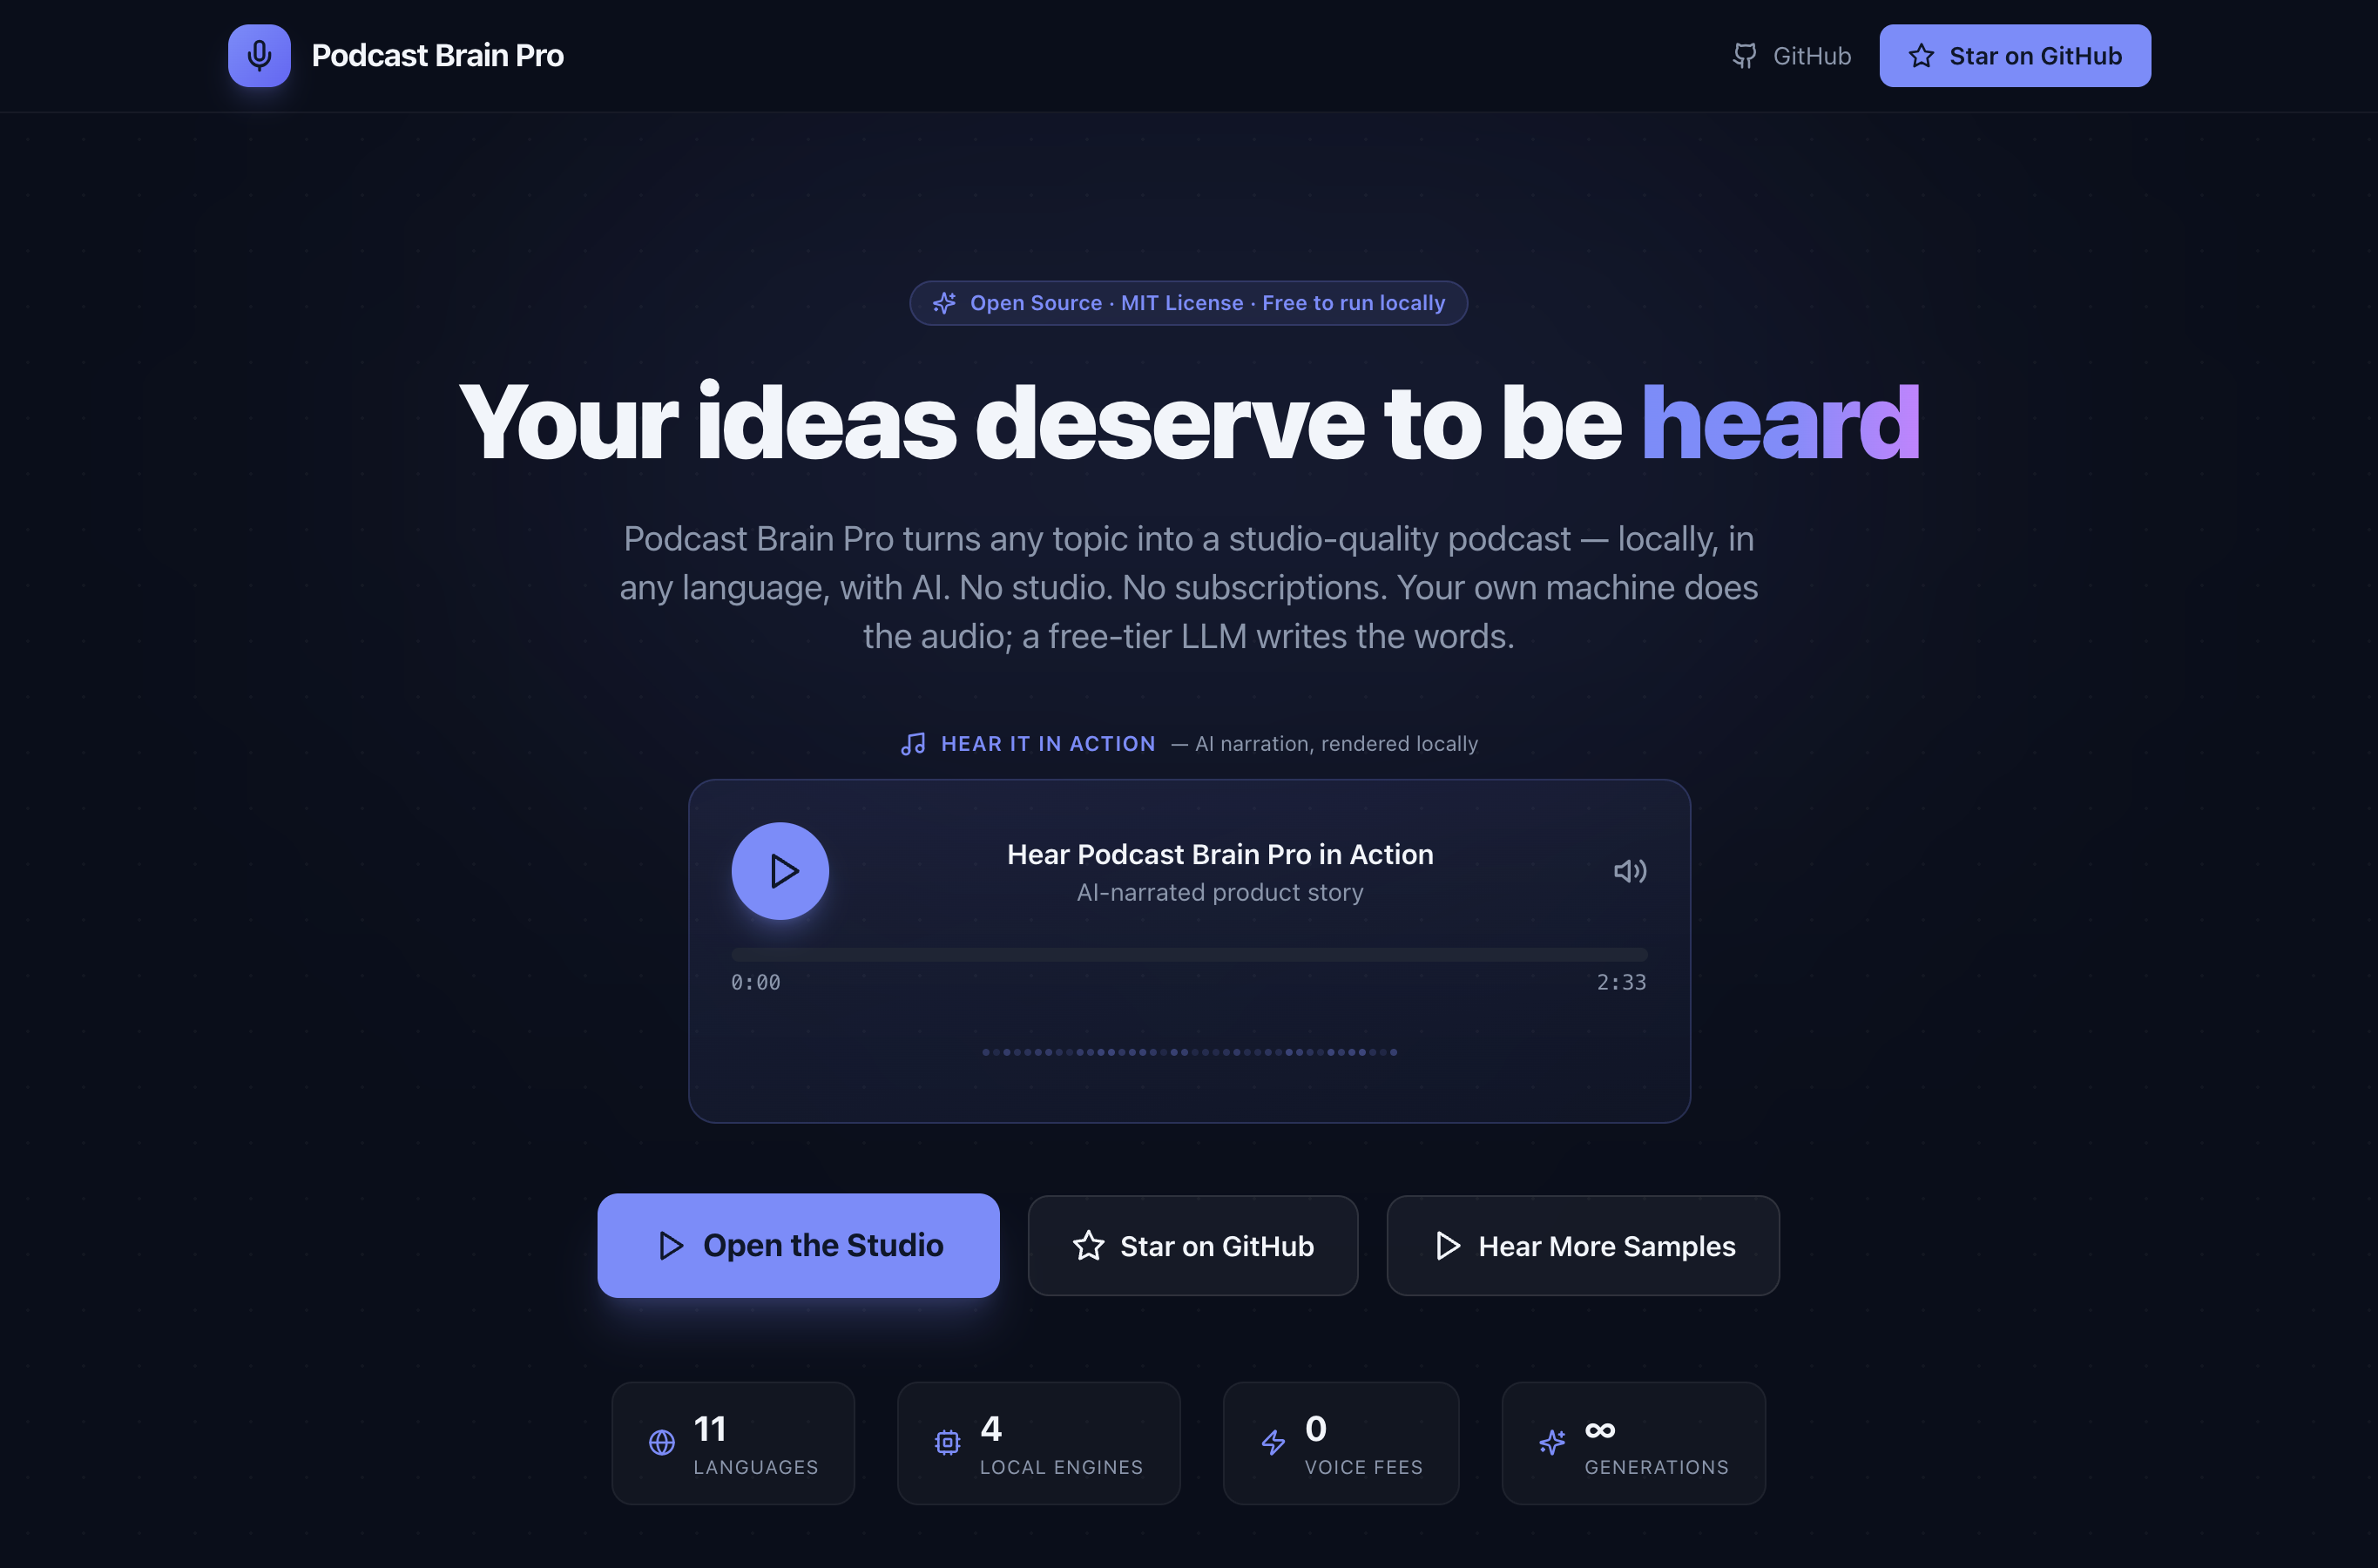 Podcast Brain Pro
GitHub
Star on GitHub
Open Source · MIT License · Free to run locally
Your ideas deserve to be heard
Podcast Brain Pro turns any topic into a studio-quality podcast — locally, in
any language, with AI. No studio. No subscriptions. Your own machine does
the audio; a free-tier LLM writes the words.
HEAR IT IN ACTION — AI narration, rendered locally
Hear Podcast Brain Pro in Action
AI-narrated product story
0:00
2:33
Open the Studio
Star on GitHub
Hear More Samples
11
LANGUAGES
4
LOCAL ENGINES
0
VOICE FEES
∞
GENERATIONS